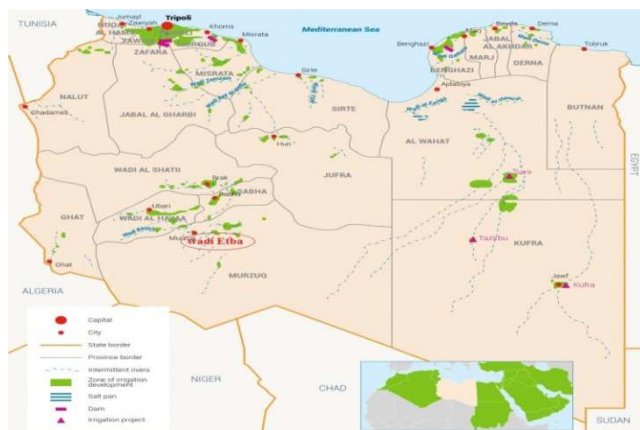 TUNISIA
Jumayl
Zawiyah
Tripoli
Khoms
Misrata
Mediterranean Sea
Bayda
Derna
Benghazi
Tobruk
ZAFARA
MISRATA
Sirte
BENGHAZI
MARJ
JABAL
AL AKHDAR
DERNA
Ajdabiya
BUTNAN
NALUT
Ghadames
JABAL AL GHARBI
SIRTE
AL WAHAT
EGYPT
Hun
WADI AL SHATII
JUFRA
Brak
SABHA
Ubari
WADI AL HAYAA
GHAT
Wadi Etba
Tazirbu
KUFRA
Ghat
MURZUG
Jawf
Kufra
ALGERIA
Capital
City
State border
Province border
Intermittent rivers
Zone of irrigation
development
Salt pan
Dam
Irrigation project
NIGER
CHAD
SUDAN